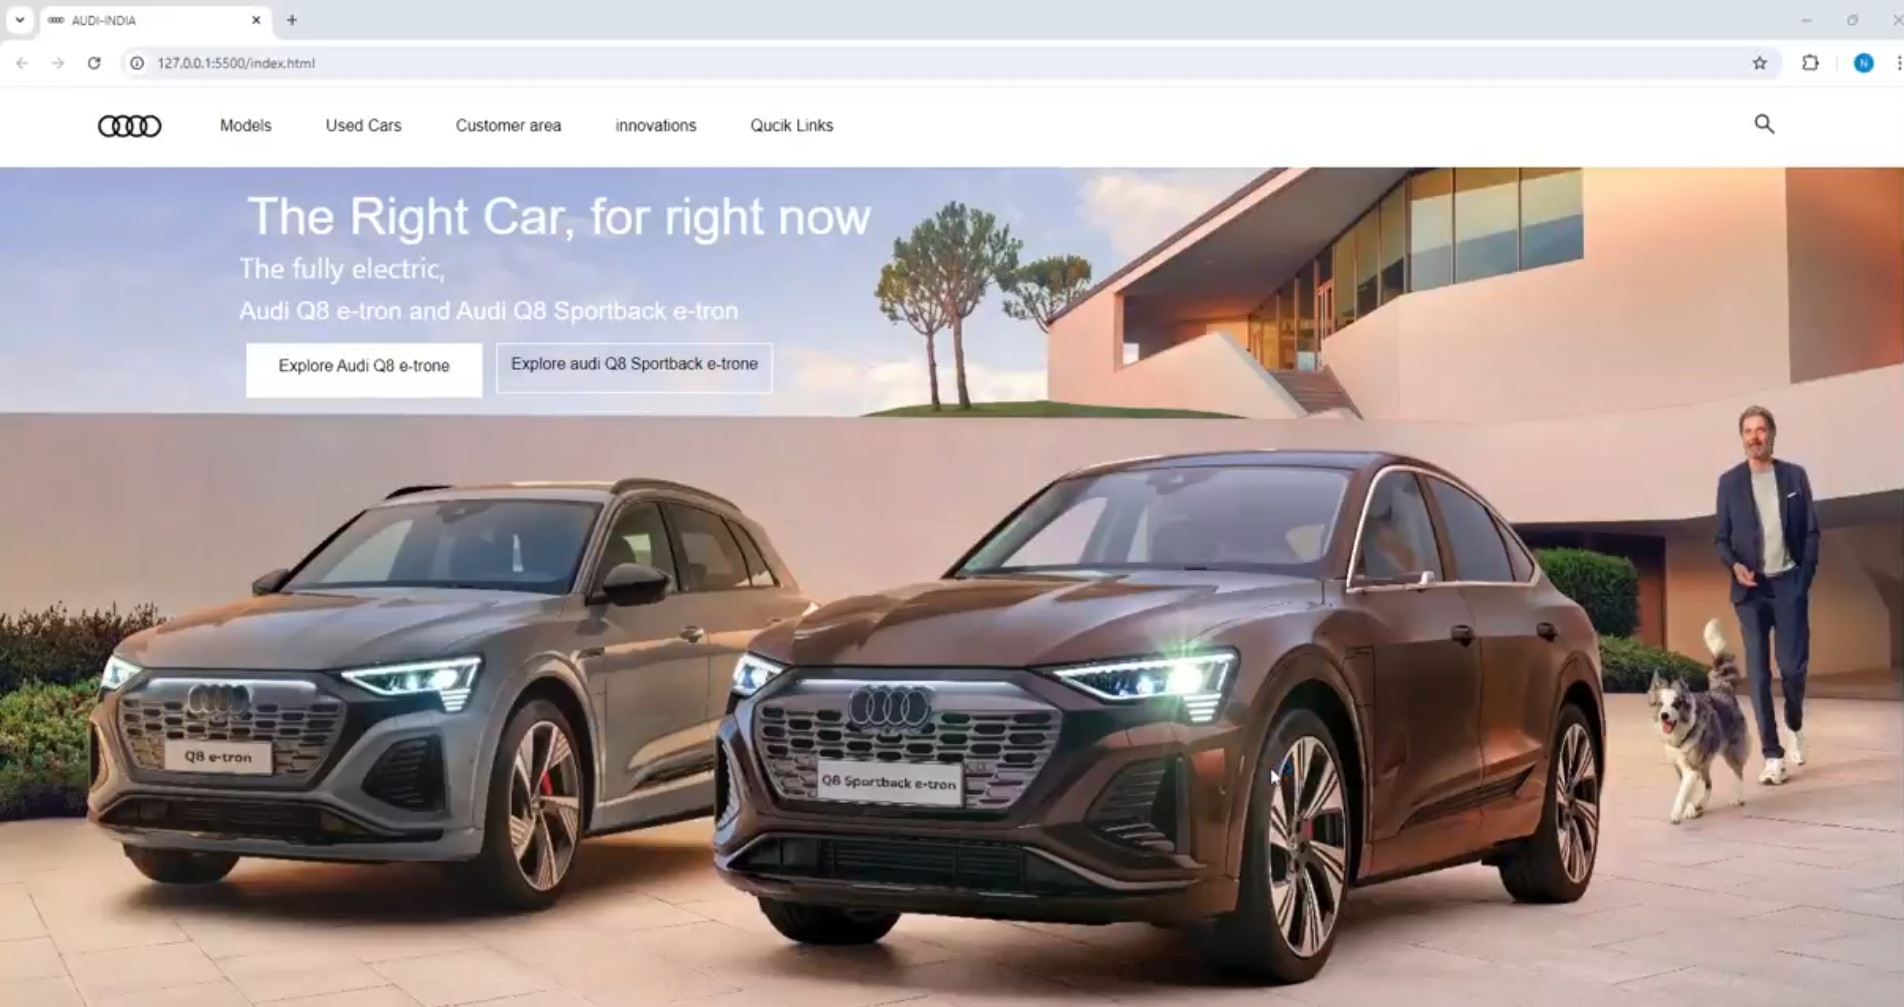 AUDI-INDIA
127.0.0.1:5500/index.html
N
Models Used Cars Customer area innovations Qucik Links
The Right Car, for right now
The fully electric,
Audi Q8 e-tron and Audi Q8 Sportback e-tron
Explore Audi Q8 e-trone Explore audi Q8 Sportback e-trone
Q8 e-tron
Q8 Sportback e-tron